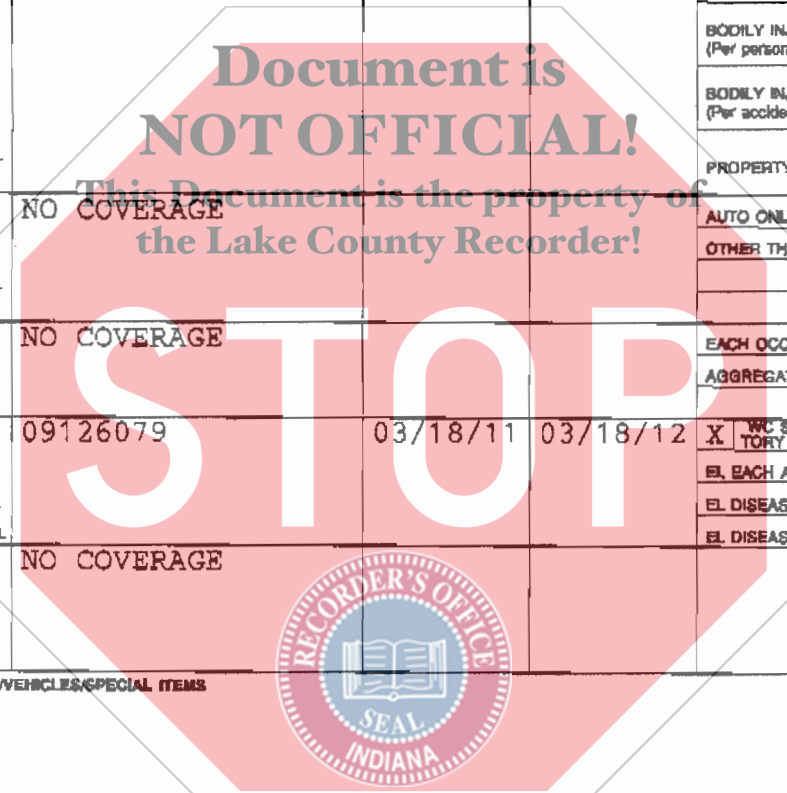 BODILY IN
(Per person
Document is
BODILY IN
(Per accide
NOT OFFICIAL!
PROPERTY
This Document is the property of
NO COVERAGE
AUTO ONL
the Lake County Recorder!
OTHER TH
STOP
NO COVERAGE
EACH OCC
AGGREGAT
09126079 03/18/11 03/18/12 X WC S
TORY
EL EACH A
EL DISEAS
L
EL DISEAS
NO COVERAGE
RECORDER'S OFFICE
/VEHICLES/SPECIAL ITEMS
SEAL
INDIANA